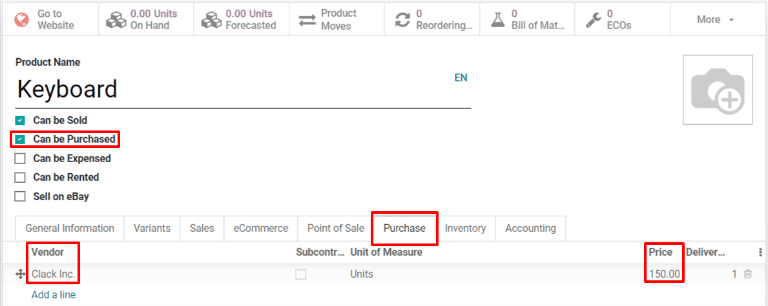 Go to Website
0.00 Units On Hand
0.00 Units Forecasted
Product Moves
0 Reordering...
0 Bill of Mat...
0 ECOs
More
Product Name
Keyboard
EN
Can be Sold
Can be Purchased
Can be Expensed
Can be Rented
Sell on eBay
General Information Variants Sales eCommerce Point of Sale Purchase Inventory Accounting
Vendor Subcontr... Unit of Measure Price Deliver...
Clack Inc. Units 150.00 1
Add a line